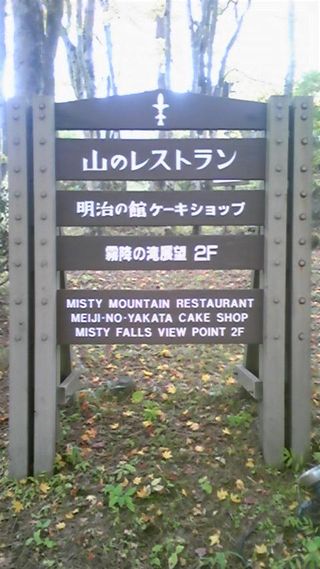 山のレストラン
明治の館ケーキショップ
霧降の滝展望 2F
MISTY MOUNTAIN RESTAURANT
MEIJI-NO-YAKATA CAKE SHOP
MISTY FALLS VIEW POINT 2F